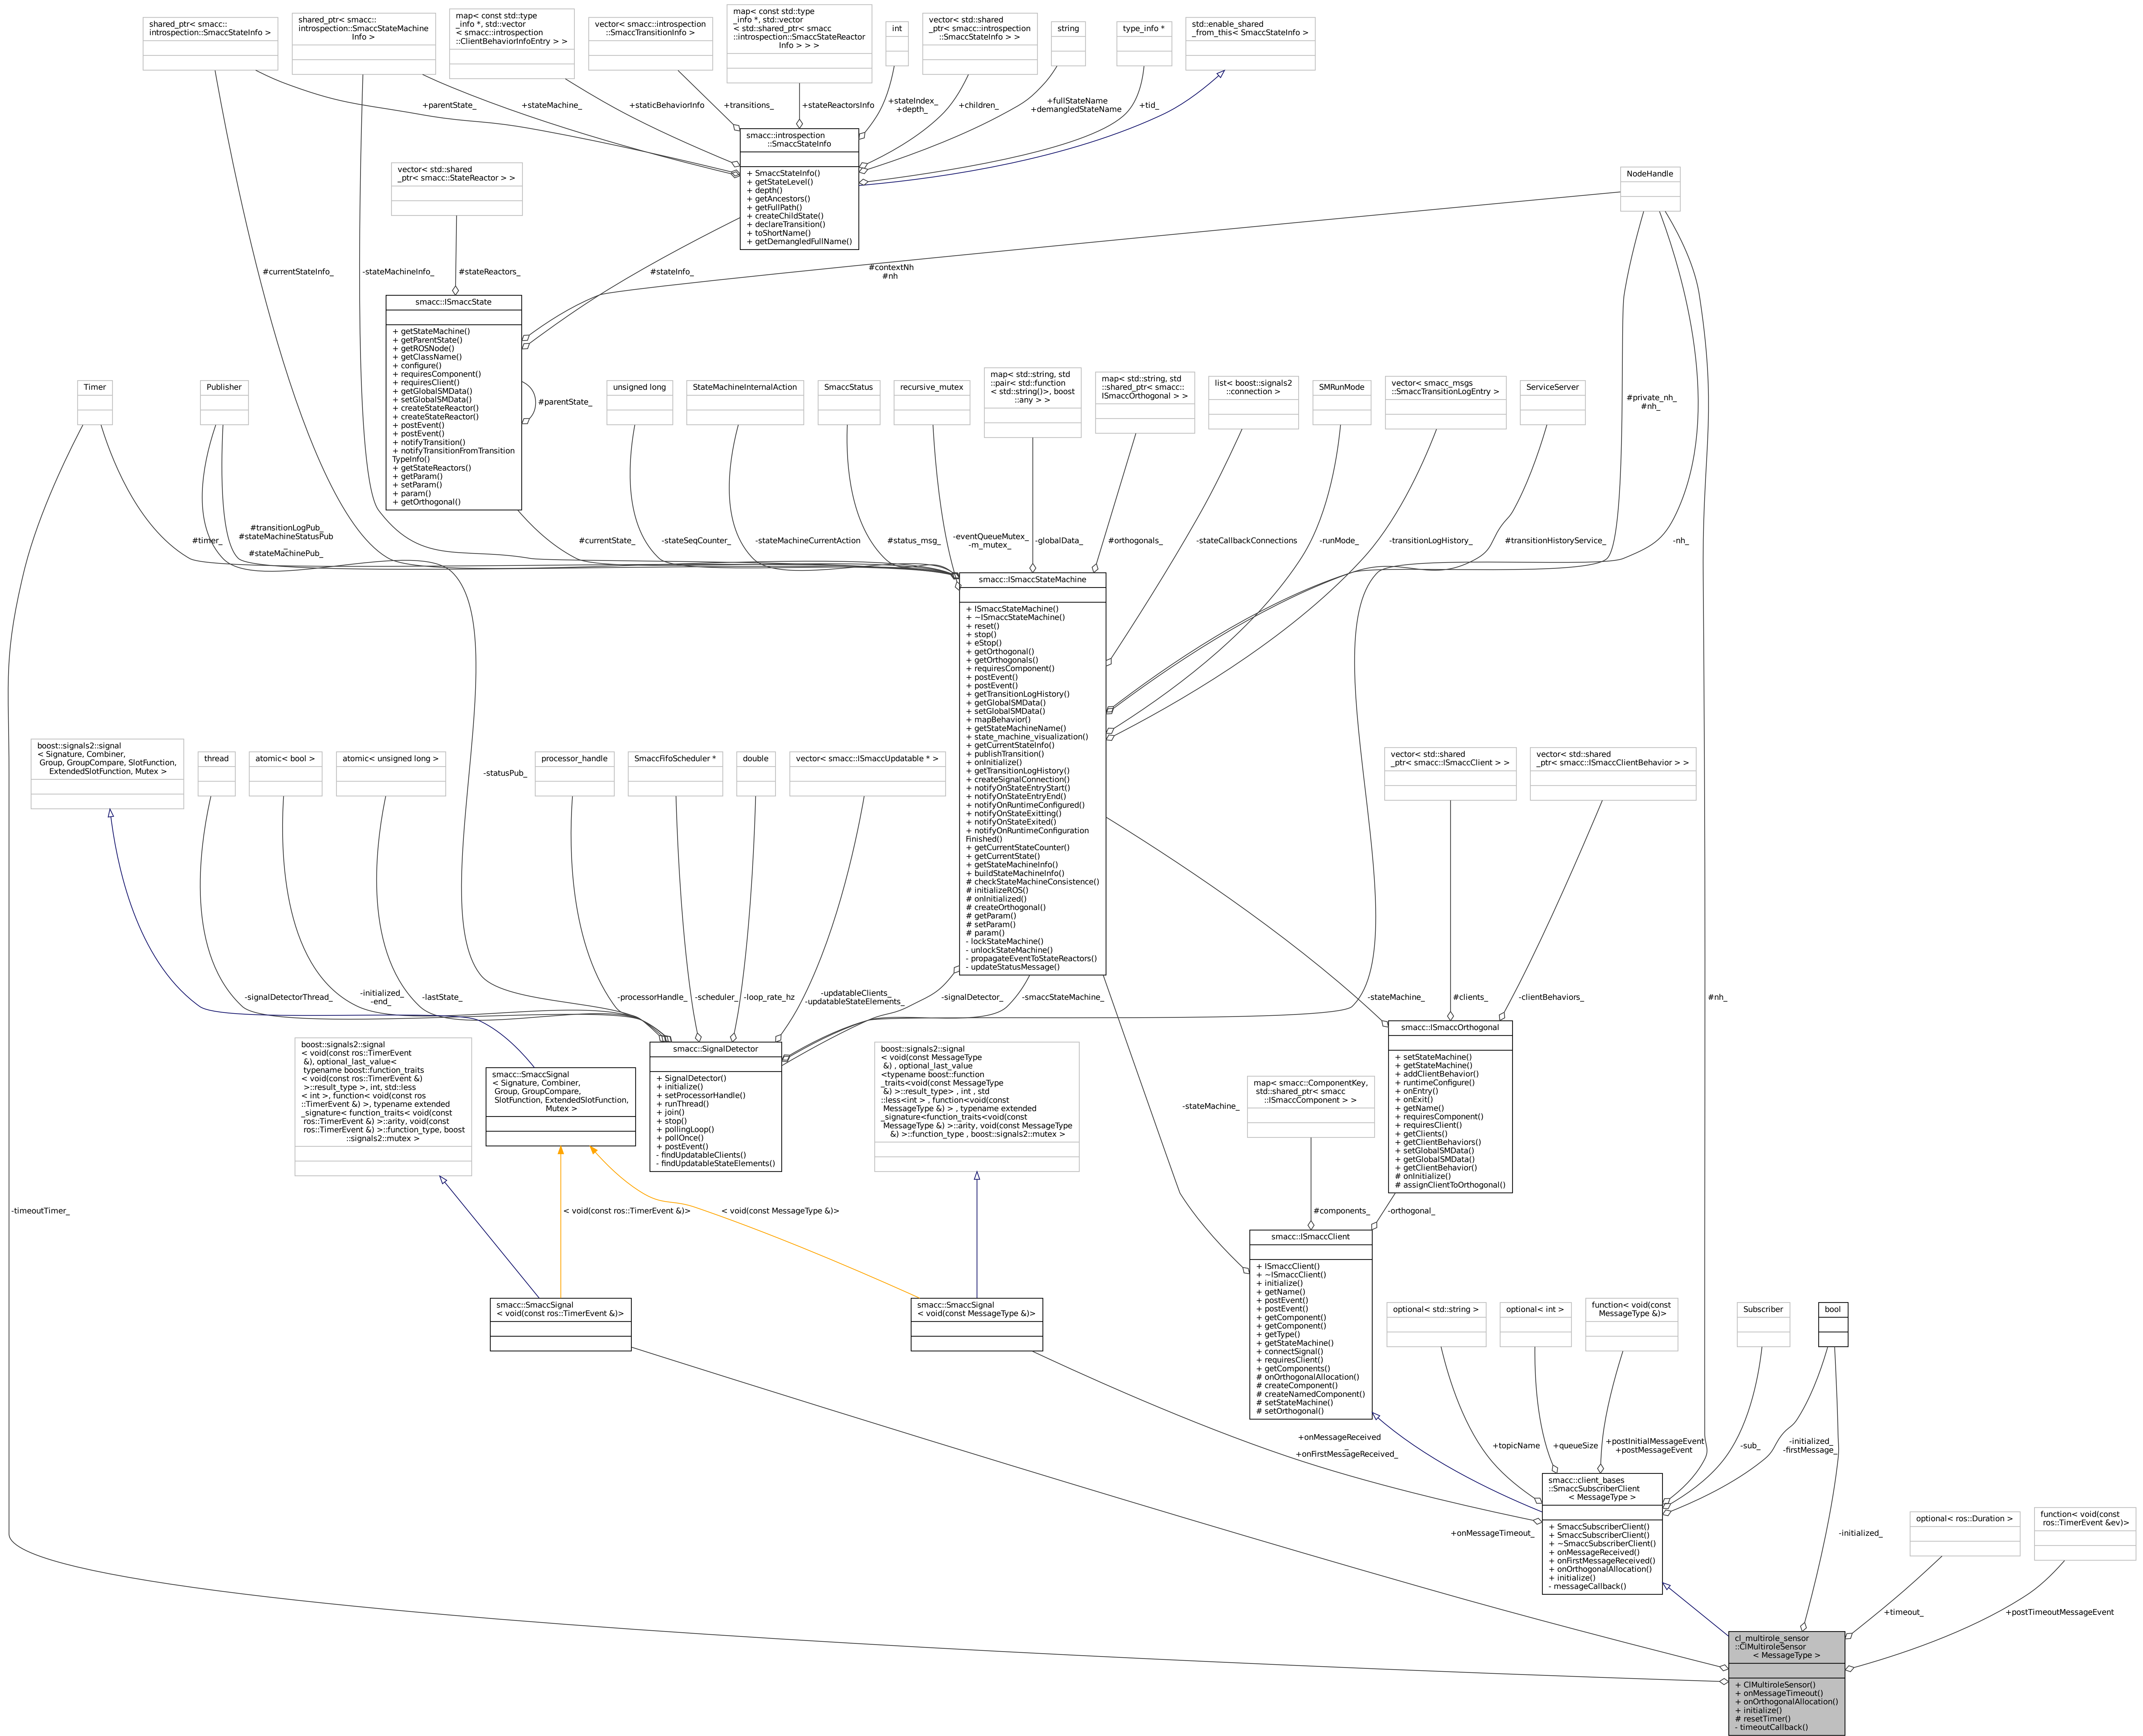 shared_ptr< smacc::
introspection::SmaccStateInfo >
shared_ptr< smacc::
introspection::SmaccStateMachine
Info >
map< const std::type
_info *, std::vector
< smacc::introspection
::ClientBehaviorInfoEntry > >
vector< smacc::introspection
::SmaccTransitionInfo >
map< const std::type
_info *, std::vector
< std::shared_ptr< smacc
::introspection::SmaccStateReactor
Info > > >
int
vector< std::shared
_ptr< smacc::introspection
::SmaccStateInfo > >
string
type_info *
std::enable_shared
_from_this< SmaccStateInfo >
+parentState_
+stateMachine_
+staticBehaviorInfo
+transitions_
+stateReactorsInfo
+stateIndex_
+depth_
+children_
+fullStateName
+demangledStateName
+tid_
smacc::introspection
::SmaccStateInfo
+ SmaccStateInfo()
+ getStateLevel()
+ depth()
+ getAncestors()
+ getFullPath()
+ createChildState()
+ declareTransition()
+ toShortName()
+ getDemangledFullName()
vector< std::shared
_ptr< smacc::StateReactor > >
NodeHandle
#currentStateInfo_
-stateMachineInfo_
#stateReactors_
#stateInfo_
#contextNh
#nh
smacc::ISmaccState
+ getStateMachine()
+ getParentState()
+ getROSNode()
+ getClassName()
+ configure()
+ requiresComponent()
+ requiresClient()
+ getGlobalSMData()
+ setGlobalSMData()
+ createStateReactor()
+ createStateReactor()
+ postEvent()
+ postEvent()
+ notifyTransition()
+ notifyTransitionFromTransition
TypeInfo()
+ getStateReactors()
+ getParam()
+ setParam()
+ param()
+ getOrthogonal()
#parentState_
Timer
Publisher
unsigned long
StateMachineInternalAction
SmaccStatus
recursive_mutex
map< std::string, std
::pair< std::function
< std::string()>, boost
::any > >
map< std::string, std
::shared_ptr< smacc::
ISmaccOrthogonal > >
list< boost::signals2
::connection >
SMRunMode
vector< smacc_msgs
::SmaccTransitionLogEntry >
ServiceServer
#private_nh_
#nh_
#timer_
#transitionLogPub_
#stateMachineStatusPub
_
#stateMachinePub_
#currentState_
-stateSeqCounter_
-stateMachineCurrentAction
#status_msg_
-eventQueueMutex_
-m_mutex_
-globalData_
#orthogonals_
-stateCallbackConnections
-runMode_
-transitionLogHistory_
#transitionHistoryService_
-nh_
smacc::ISmaccStateMachine
+ ISmaccStateMachine()
+ ~ISmaccStateMachine()
+ reset()
+ stop()
+ eStop()
+ getOrthogonal()
+ getOrthogonals()
+ requiresComponent()
+ postEvent()
+ postEvent()
+ getTransitionLogHistory()
+ getGlobalSMData()
+ setGlobalSMData()
+ mapBehavior()
+ getStateMachineName()
+ state_machine_visualization()
+ getCurrentStateInfo()
+ publishTransition()
+ onInitialize()
+ getTransitionLogHistory()
+ createSignalConnection()
+ notifyOnStateEntryStart()
+ notifyOnStateEntryEnd()
+ notifyOnRuntimeConfigured()
+ notifyOnStateExitting()
+ notifyOnStateExited()
+ notifyOnRuntimeConfiguration
Finished()
+ getCurrentStateCounter()
+ getCurrentState()
+ getStateMachineInfo()
+ buildStateMachineInfo()
# checkStateMachineConsistence()
# initializeROS()
# onInitialized()
# createOrthogonal()
# getParam()
# setParam()
# param()
- lockStateMachine()
- unlockStateMachine()
- propagateEventToStateReactors()
- updateStatusMessage()
boost::signals2::signal
< Signature, Combiner,
Group, GroupCompare, SlotFunction,
ExtendedSlotFunction, Mutex >
thread
atomic< bool >
atomic< unsigned long >
-statusPub_
processor_handle
SmaccFifoScheduler *
double
vector< smacc::ISmaccUpdatable * >
vector< std::shared
_ptr< smacc::ISmaccClient > >
vector< std::shared
_ptr< smacc::ISmaccClientBehavior > >
-signalDetectorThread_
-initialized_
-end_
-lastState_
-processorHandle_
-scheduler_
-loop_rate_hz
-updatableClients_
-updatableStateElements_
-signalDetector_
-smaccStateMachine_
-stateMachine_
#clients_
-clientBehaviors_
#nh_
boost::signals2::signal
< void(const ros::TimerEvent
&), optional_last_value<
typename boost::function_traits
< void(const ros::TimerEvent &)
>::result_type >, int, std::less
< int >, function< void(const ros
::TimerEvent &) >, typename extended
_signature< function_traits< void(const
ros::TimerEvent &) >::arity, void(const
ros::TimerEvent &) >::function_type, boost
::signals2::mutex >
smacc::SmaccSignal
< Signature, Combiner,
Group, GroupCompare,
SlotFunction, ExtendedSlotFunction,
Mutex >
smacc::SignalDetector
+ SignalDetector()
+ initialize()
+ setProcessorHandle()
+ runThread()
+ join()
+ stop()
+ pollingLoop()
+ pollOnce()
+ postEvent()
- findUpdatableClients()
- findUpdatableStateElements()
boost::signals2::signal
< void(const MessageType
&) , optional_last_value
<typename boost::function
_traits<void(const MessageType
&) >::result_type> , int , std
::less<int > , function<void(const
MessageType &) > , typename extended
_signature<function_traits<void(const
MessageType &) >::arity, void(const MessageType
&) >::function_type , boost::signals2::mutex >
smacc::ISmaccOrthogonal
+ setStateMachine()
+ getStateMachine()
+ addClientBehavior()
+ runtimeConfigure()
+ onEntry()
+ onExit()
+ getName()
+ requiresComponent()
+ requiresClient()
+ getClients()
+ getClientBehaviors()
+ setGlobalSMData()
+ getGlobalSMData()
+ getClientBehavior()
# onInitialize()
# assignClientToOrthogonal()
map< smacc::ComponentKey,
std::shared_ptr< smacc
::ISmaccComponent > >
-stateMachine_
-timeoutTimer_
< void(const ros::TimerEvent &)>
< void(const MessageType &)>
#components_
-orthogonal_
smacc::ISmaccClient
+ ISmaccClient()
+ ~ISmaccClient()
+ initialize()
+ getName()
+ postEvent()
+ postEvent()
+ getComponent()
+ getComponent()
+ getType()
+ getStateMachine()
+ connectSignal()
+ requiresClient()
+ getComponents()
# onOrthogonalAllocation()
# createComponent()
# createNamedComponent()
# setStateMachine()
# setOrthogonal()
smacc::SmaccSignal
< void(const ros::TimerEvent &)>
smacc::SmaccSignal
< void(const MessageType &)>
optional< std::string >
optional< int >
function< void(const
MessageType &)>
Subscriber
bool
+onMessageReceived
_
+onFirstMessageReceived_
+topicName
+queueSize
+postInitialMessageEvent
+postMessageEvent
-sub_
-initialized_
-firstMessage_
smacc::client_bases
::SmaccSubscriberClient
< MessageType >
+ SmaccSubscriberClient()
+ SmaccSubscriberClient()
+ ~SmaccSubscriberClient()
+ onMessageReceived()
+ onFirstMessageReceived()
+ onOrthogonalAllocation()
+ initialize()
- messageCallback()
+onMessageTimeout_
-initialized_
optional< ros::Duration >
function< void(const
ros::TimerEvent &ev)>
+timeout_
+postTimeoutMessageEvent
cl_multirole_sensor
::ClMultiroleSensor
< MessageType >
+ ClMultiroleSensor()
+ onMessageTimeout()
+ onOrthogonalAllocation()
+ initialize()
# resetTimer()
- timeoutCallback()